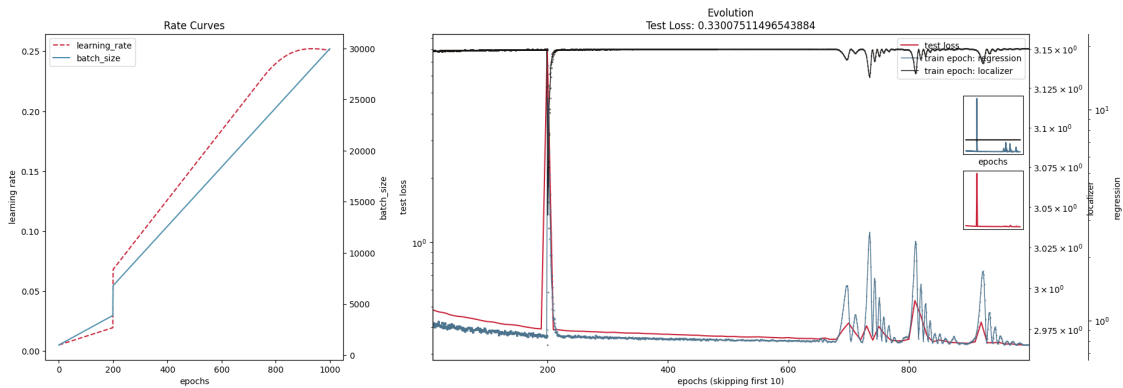 Rate Curves
learning_rate
batch_size
0.25
0.20
0.15
0.10
0.05
0.00
learning rate
0
200
400
600
800
1000
epochs
30000
25000
20000
15000
10000
5000
0
batch_size
Evolution
Test Loss: 0.33007511496543884
test loss
train epoch: regression
train epoch: localizer
10⁰
test loss
200
400
600
800
epochs (skipping first 10)
epochs
3.15 × 10⁰
3.125 × 10⁰
3.1 × 10⁰
3.075 × 10⁰
3.05 × 10⁰
3.025 × 10⁰
3 × 10⁰
2.975 × 10⁰
localizer
10¹
10⁰
regression